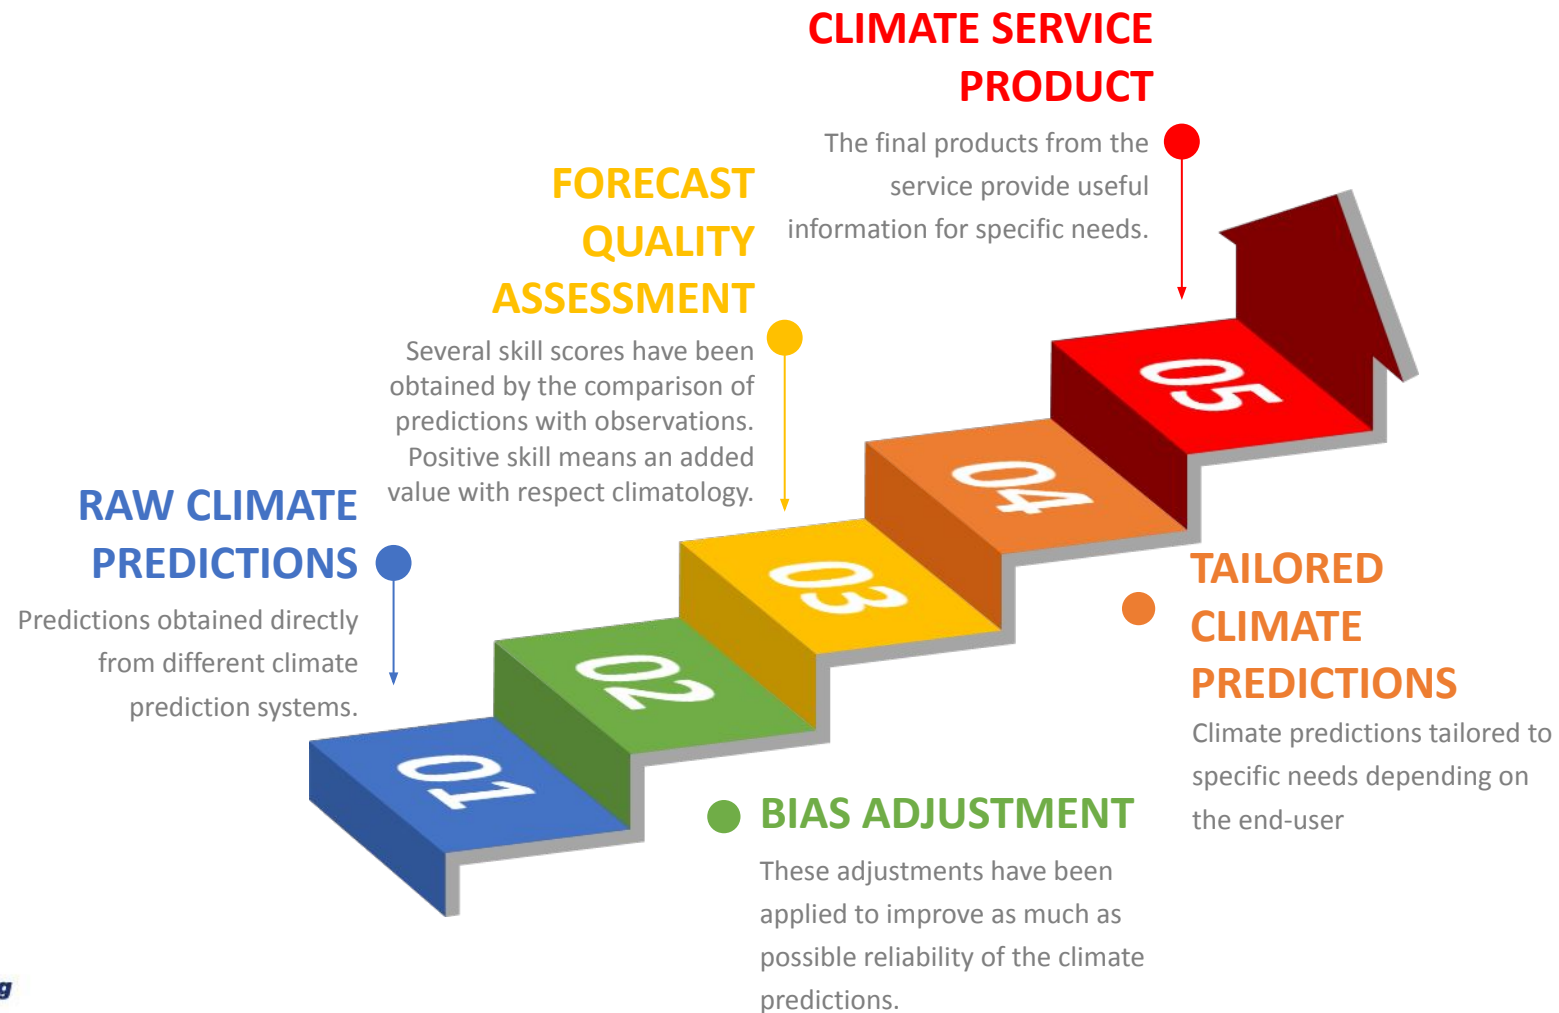 CLIMATE SERVICE
PRODUCT
The final products from the
service provide useful
information for specific needs.
FORECAST
QUALITY
ASSESSMENT
Several skill scores have been
obtained by the comparison of
predictions with observations.
Positive skill means an added
value with respect climatology.
RAW CLIMATE
PREDICTIONS
Predictions obtained directly
from different climate
prediction systems.
01
02
03
04
05
TAILORED
CLIMATE
PREDICTIONS
Climate predictions tailored to
specific needs depending on
the end-user
BIAS ADJUSTMENT
These adjustments have been
applied to improve as much as
possible reliability of the climate
predictions.
g